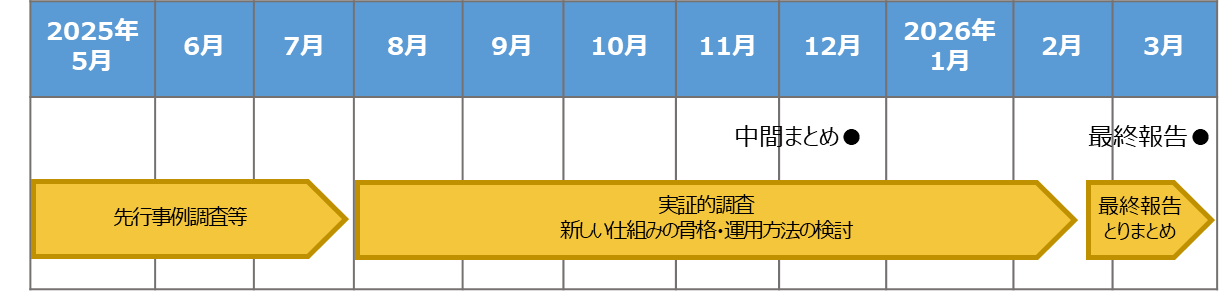 2025年
5月
6月
7月
8月
9月
10月
11月
12月
2026年
1月
2月
3月
中間まとめ●
最終報告●
先行事例調査等
実証的調査
新しい仕組みの骨格・運用方法の検討
最終報告
とりまとめ